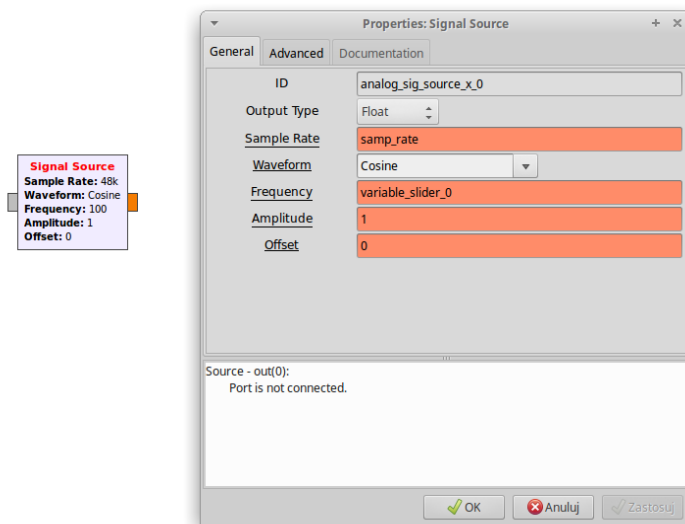 Properties: Signal Source
General Advanced Documentation
ID analog_sig_source_x_0
Output Type Float
Sample Rate samp_rate
Waveform Cosine
Frequency variable_slider_0
Amplitude 1
Offset 0
Signal Source
Sample Rate: 48k
Waveform: Cosine
Frequency: 100
Amplitude: 1
Offset: 0
Source - out(0):
Port is not connected.
OK Anuluj Zastosuj